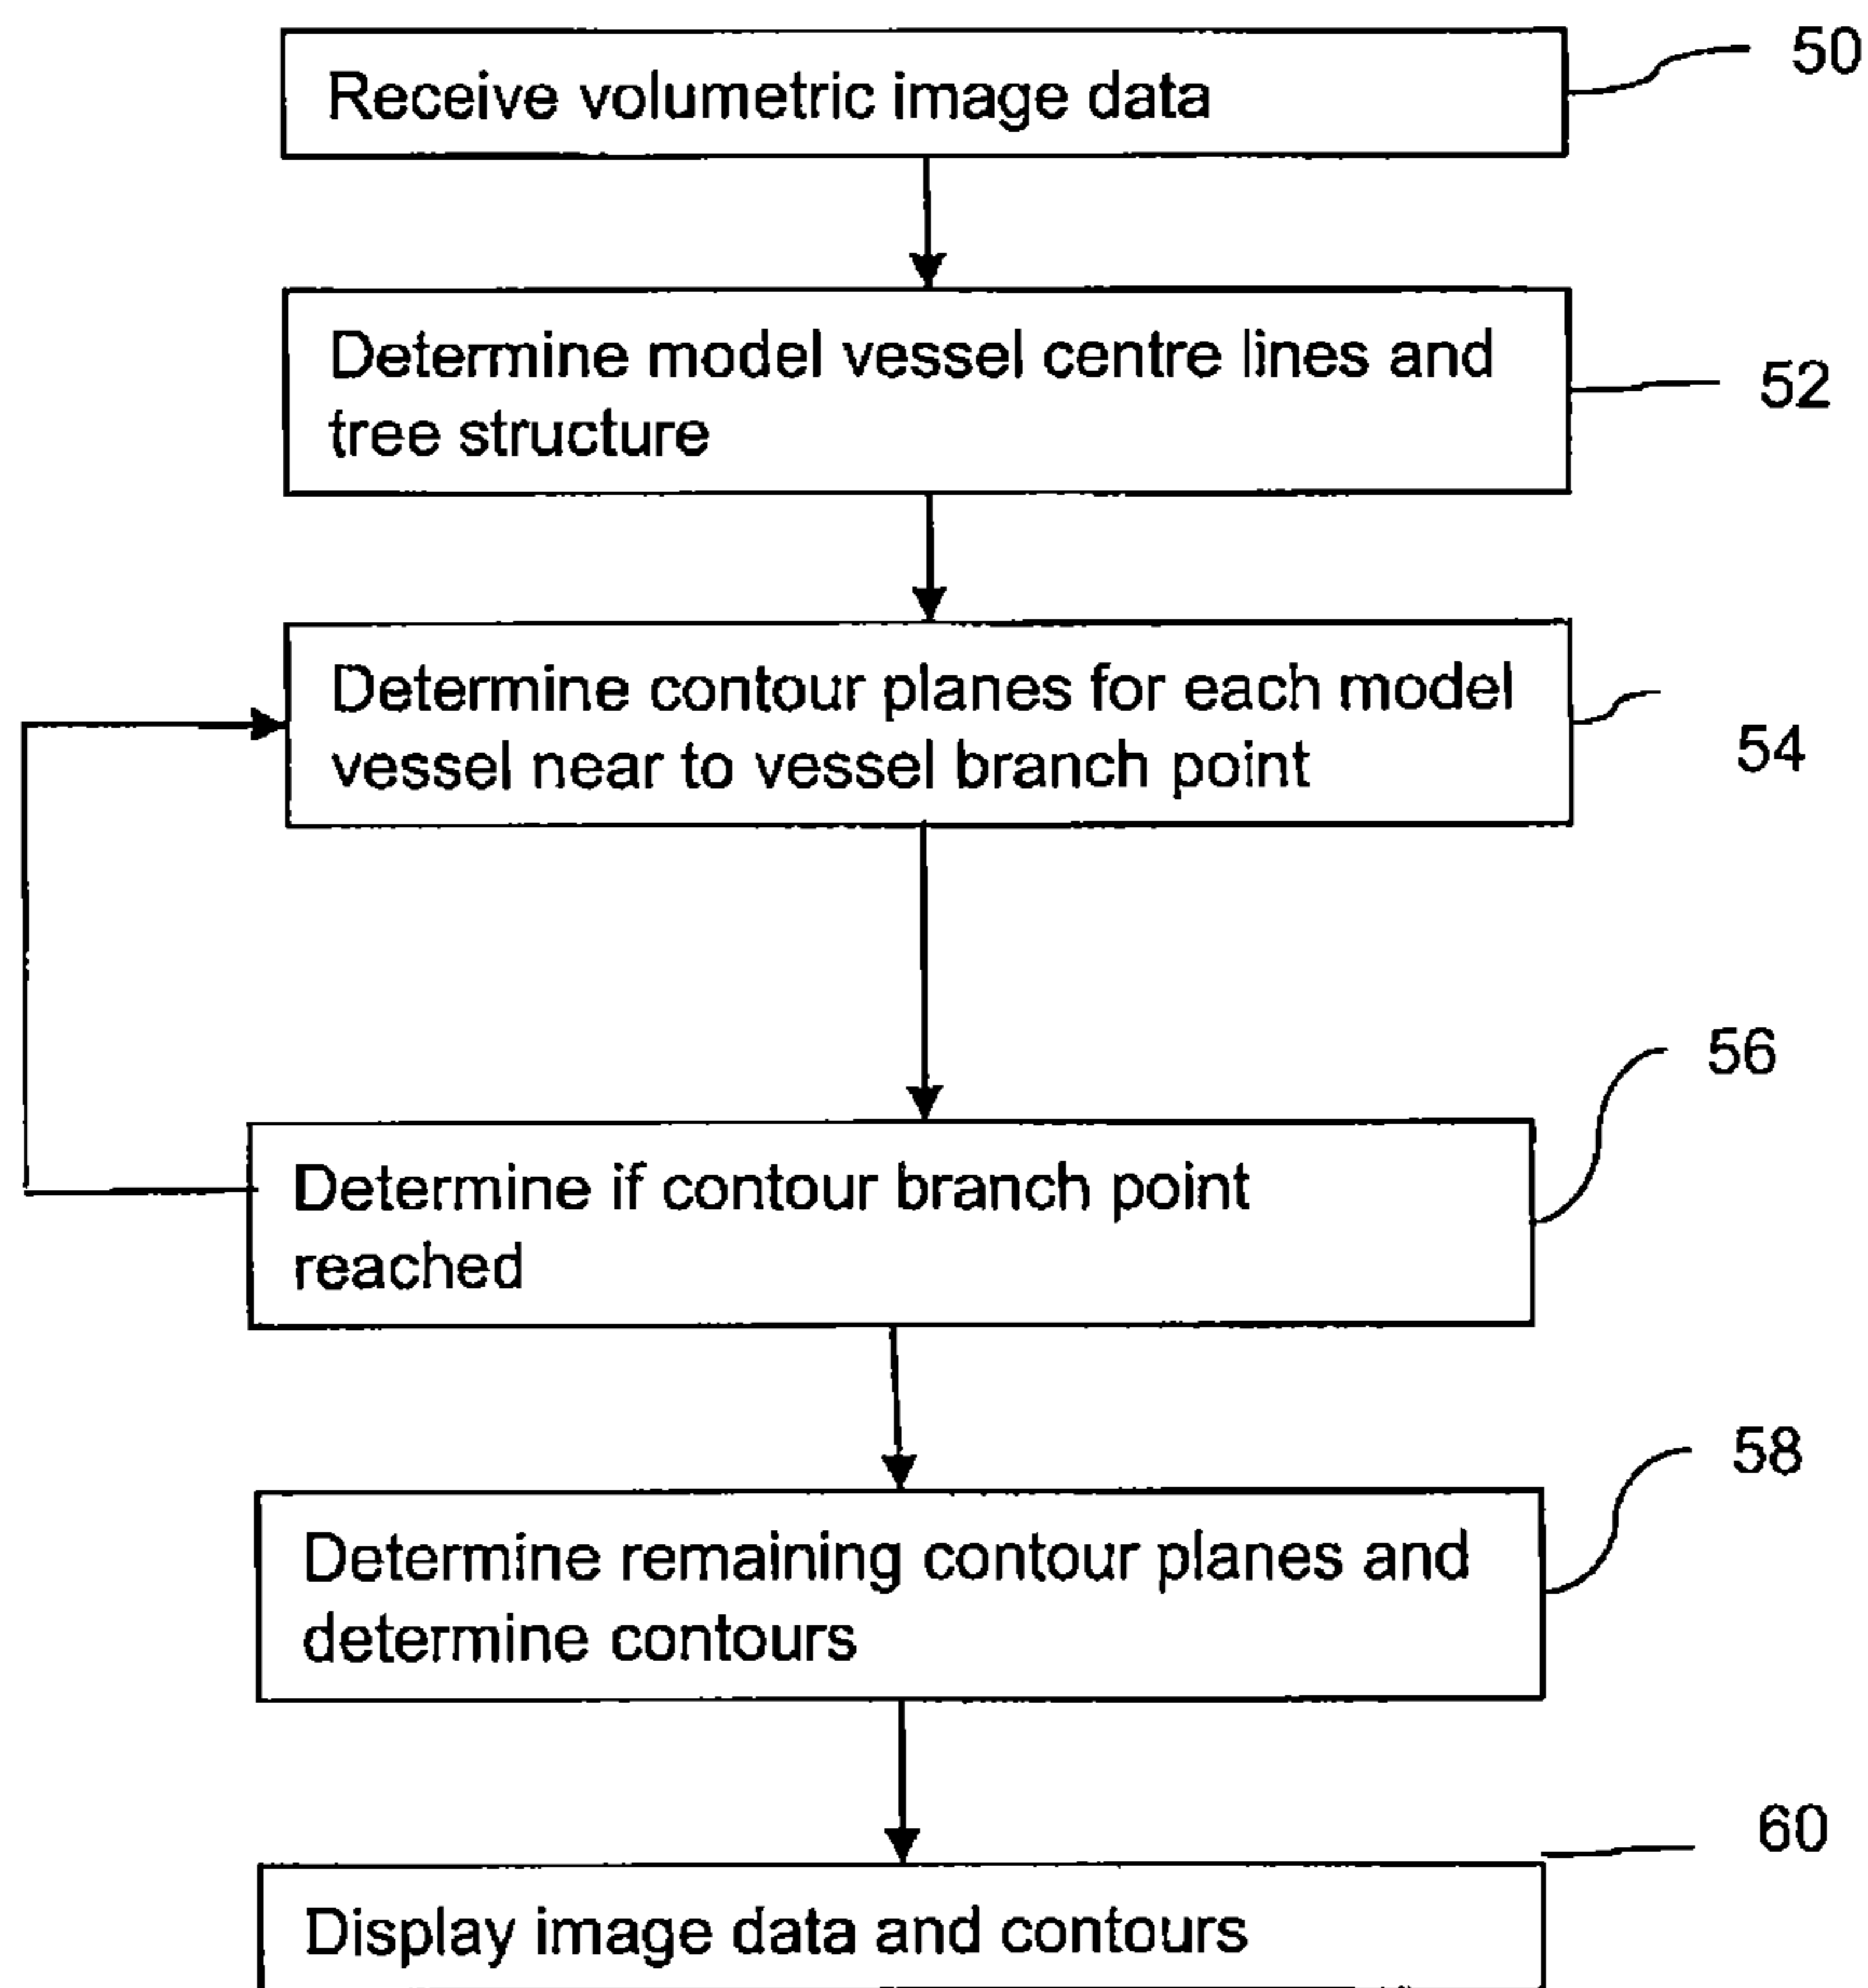 Receive volumetric image data
50
Determine model vessel centre lines and
tree structure
52
Determine contour planes for each model
vessel near to vessel branch point
54
56
Determine if contour branch point
reached
58
Determine remaining contour planes and
determine contours
60
Display image data and contours